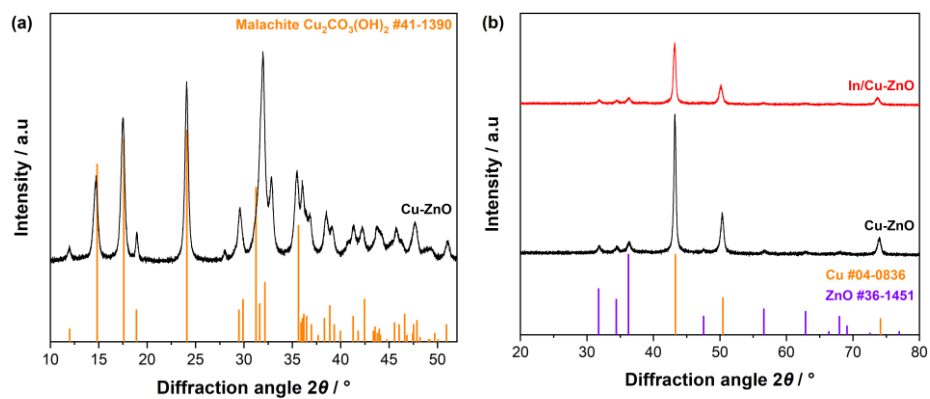 (a)
Malachite Cu₂CO₃(OH)₂ #41-1390
Intensity / a.u
Cu-ZnO
10 15 20 25 30 35 40 45 50
Diffraction angle 2θ / °
(b)
In/Cu-ZnO
Intensity / a.u
Cu-ZnO
Cu #04-0836
ZnO #36-1451
20 30 40 50 60 70 80
Diffraction angle 2θ / °